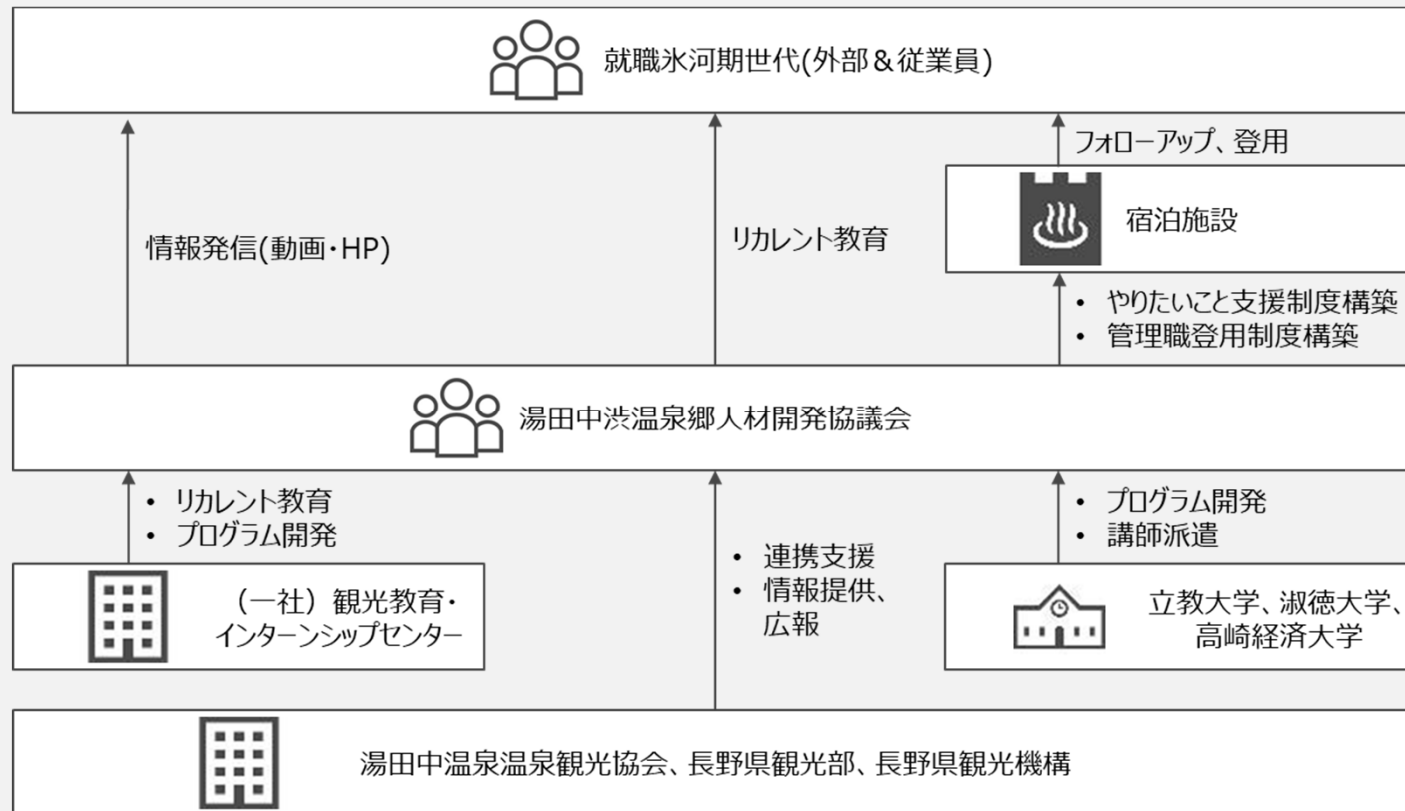 就職氷河期世代(外部＆従業員)
フォローアップ、登用
宿泊施設
情報発信(動画・HP)
リカレント教育
• やりたいこと支援制度構築
• 管理職登用制度構築
湯田中渋温泉郷人材開発協議会
• リカレント教育
• プログラム開発
• 連携支援
• 情報提供、
広報
• プログラム開発
• 講師派遣
（一社）観光教育・
インターンシップセンター
立教大学、淑徳大学、
高崎経済大学
湯田中温泉温泉観光協会、長野県観光部、長野県観光機構